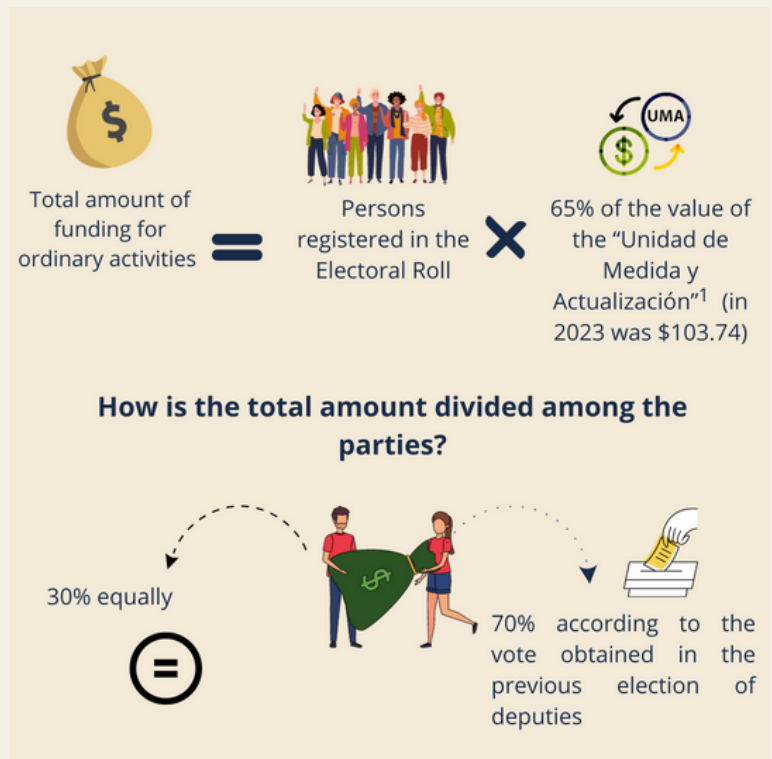 $
Total amount of
funding for
ordinary activities
=
Persons
registered in the
Electoral Roll
×
UMA
$
65% of the value of
the “Unidad de
Medida y
Actualización”1 (in
2023 was $103.74)
How is the total amount divided among the
parties?
$
30% equally
=
70% according to the
vote obtained in the
previous election of
deputies